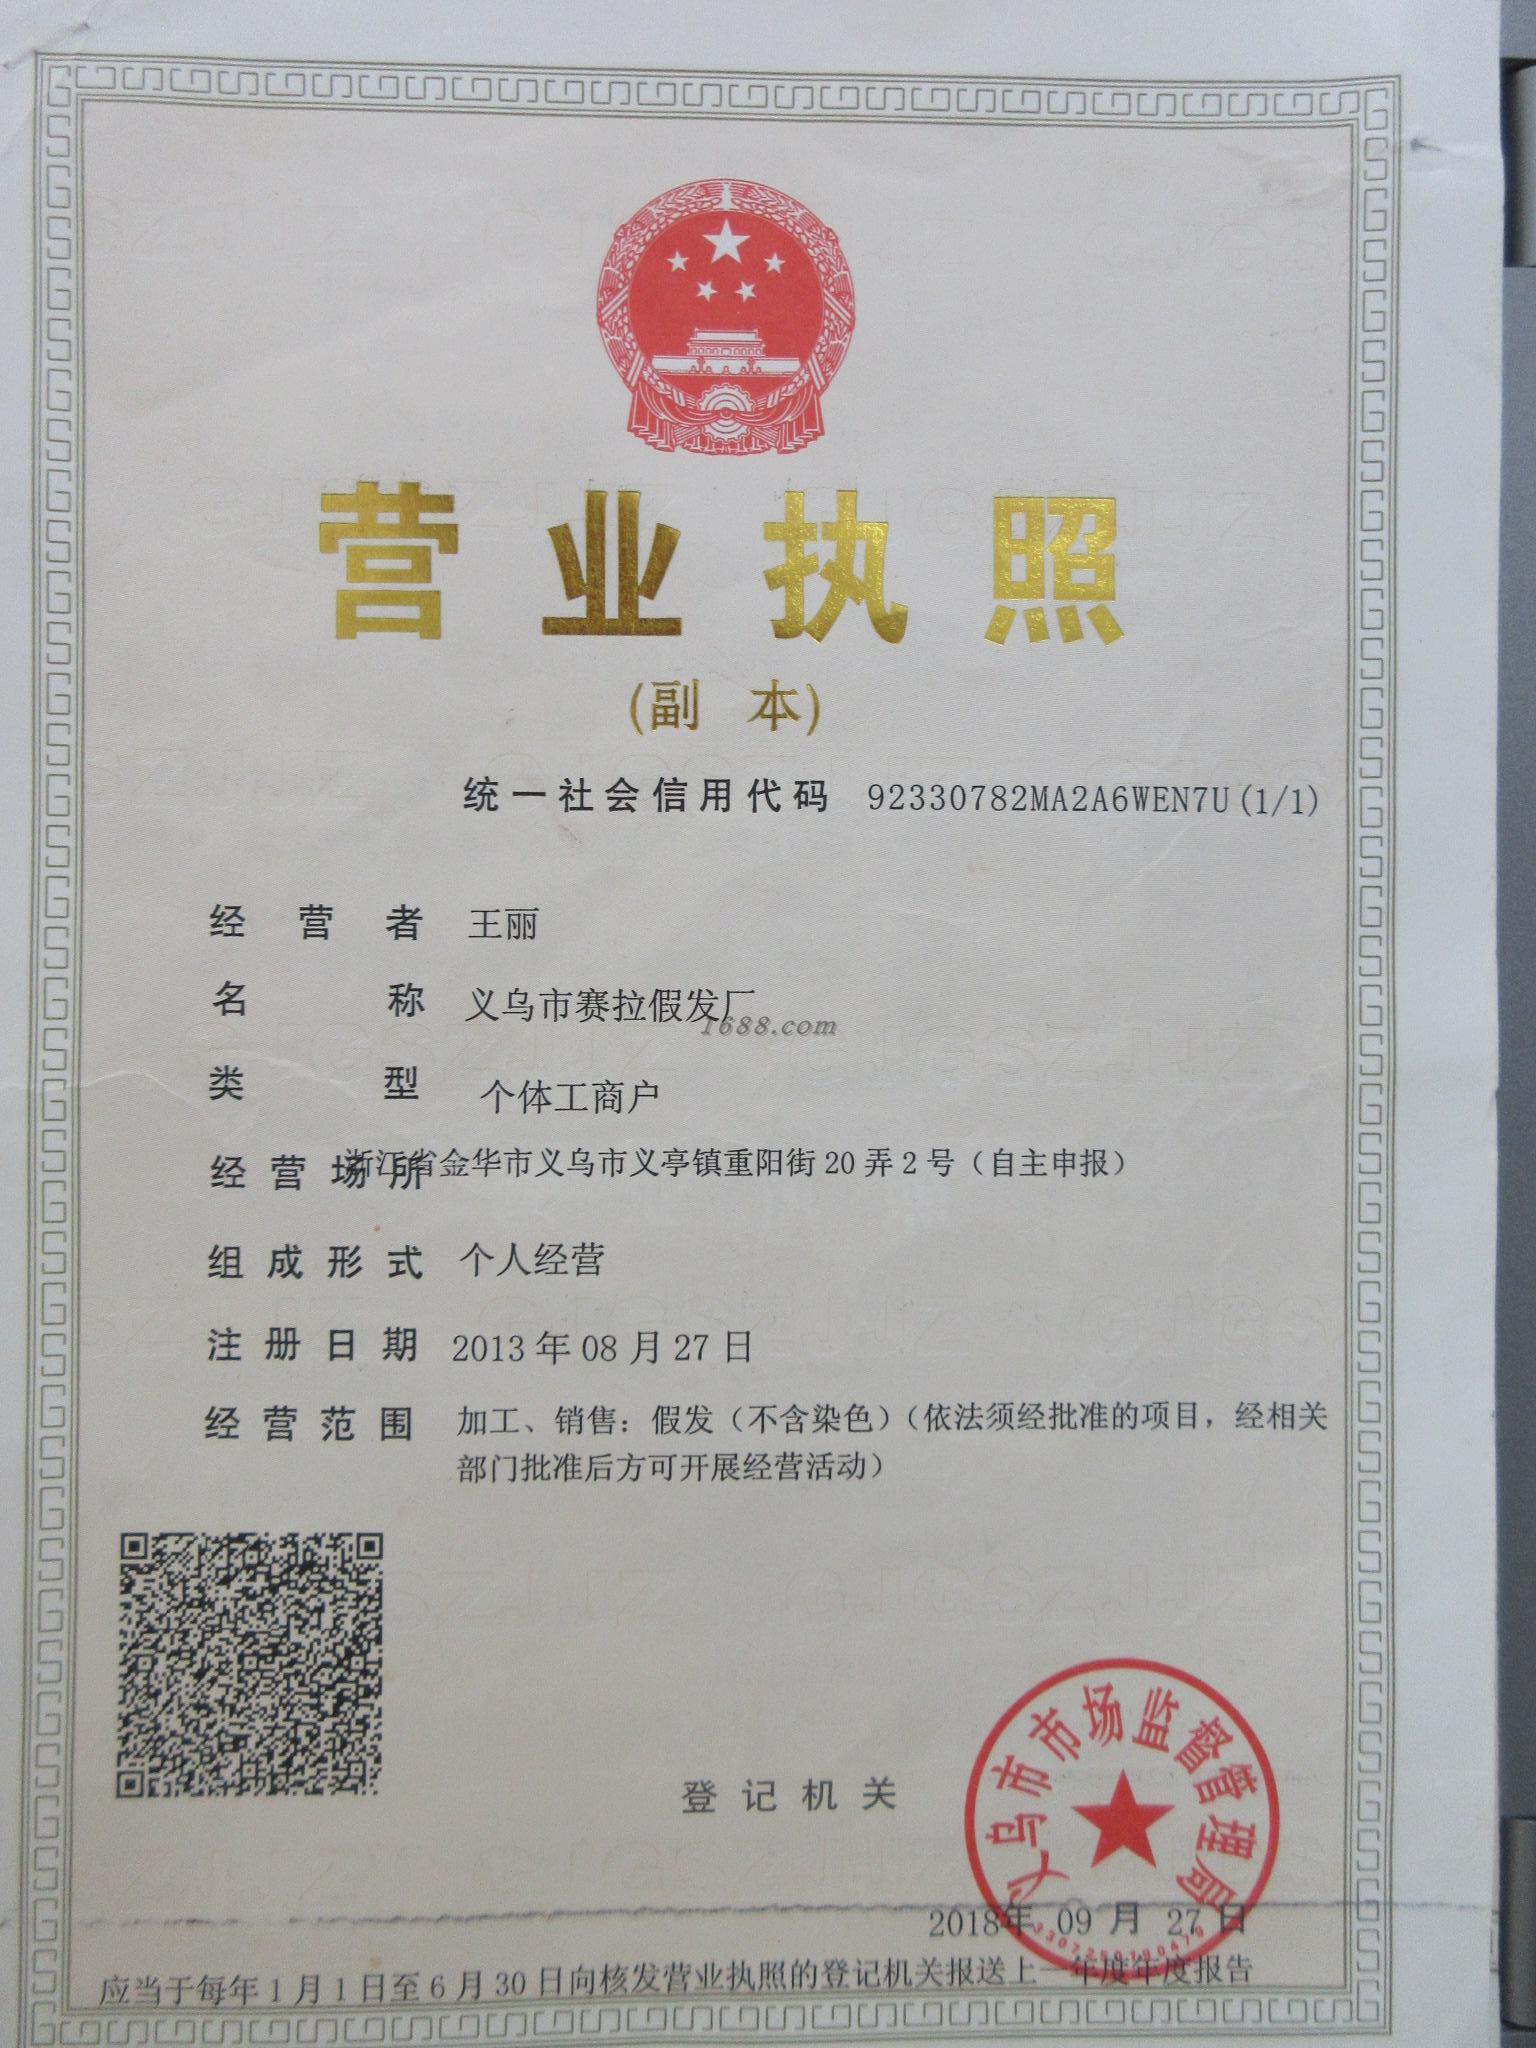 营业执照
(副 本)
统一社会信用代码 92330782MA2A6WEN7U(1/1)
经营者 王丽
名称 义乌市赛拉假发厂
1688.com
类型 个体工商户
经营场所 浙江省金华市义乌市义亭镇重阳街20弄2号（自主申报）
组成形式 个人经营
注册日期 2013年08月27日
经营范围 加工、销售：假发（不含染色）（依法须经批准的项目，经相关
部门批准后方可开展经营活动）
登记机关
义乌市市场监督管理局
2018年 09 月 27 日
应当于每年1月1日至6月30日向核发营业执照的登记机关报送上一年度年度报告